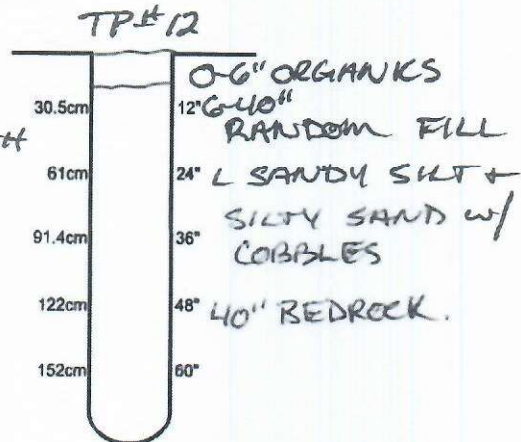 TP#12
0-6" ORGANICS
30.5cm 12" 6-40"
RANDOM FILL
61cm 24" L SANDY SILT +
SILTY SAND W/
91.4cm 36" COBBLES
122cm 48" 40" BEDROCK.
152cm 60"